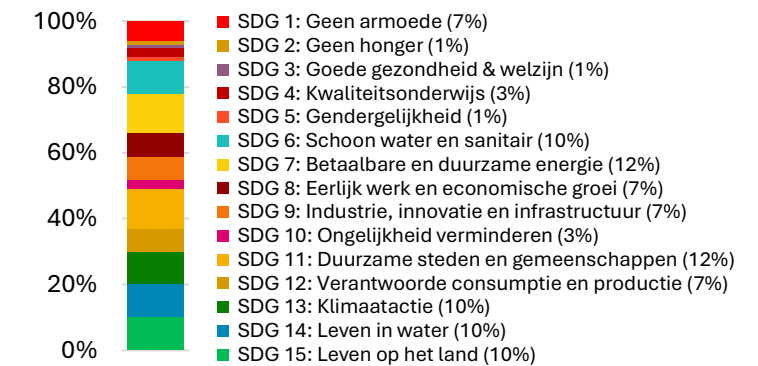 100%
80%
60%
40%
20%
0%
SDG 1: Geen armoede (7%)
SDG 2: Geen honger (1%)
SDG 3: Goede gezondheid & welzijn (1%)
SDG 4: Kwaliteitsonderwijs (3%)
SDG 5: Gendergelijkheid (1%)
SDG 6: Schoon water en sanitair (10%)
SDG 7: Betaalbare en duurzame energie (12%)
SDG 8: Eerlijk werk en economische groei (7%)
SDG 9: Industrie, innovatie en infrastructuur (7%)
SDG 10: Ongelijkheid verminderen (3%)
SDG 11: Duurzame steden en gemeenschappen (12%)
SDG 12: Verantwoorde consumptie en productie (7%)
SDG 13: Klimaatactie (10%)
SDG 14: Leven in water (10%)
SDG 15: Leven op het land (10%)